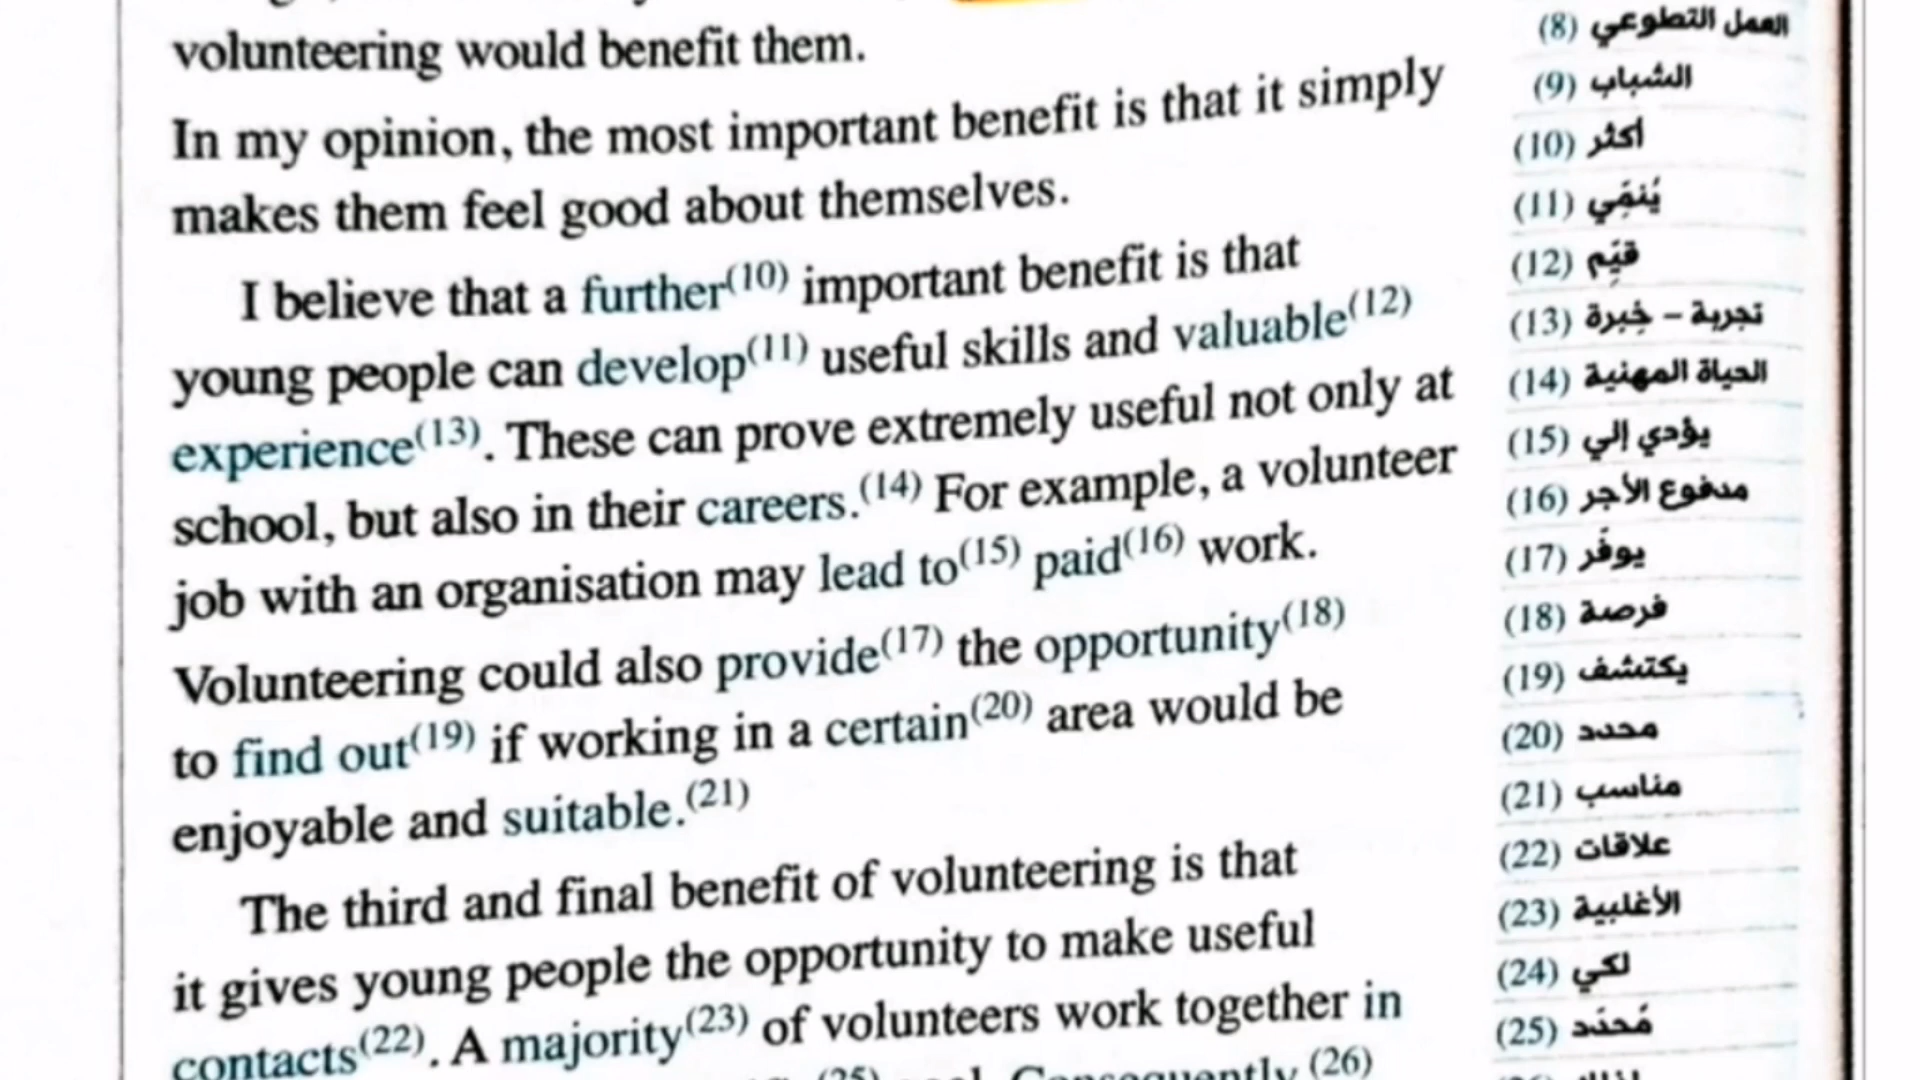 volunteering would benefit them.
In my opinion, the most important benefit is that it simply
makes them feel good about themselves.
I believe that a further(10) important benefit is that
young people can develop(11) useful skills and valuable(12)
experience(13). These can prove extremely useful not only at
school, but also in their careers.(14) For example, a volunteer
job with an organisation may lead to(15) paid(16) work.
Volunteering could also provide(17) the opportunity(18)
to find out(19) if working in a certain(20) area would be
enjoyable and suitable.(21)
The third and final benefit of volunteering is that
it gives young people the opportunity to make useful
contacts(22). A majority(23) of volunteers work together in
(25) Consequently (26)
(8) العمل التطوعي
(9) الشباب
(10) أكثر
(11) يُنمِّي
(12) قيِّم
(13) تجربة – خِبرة
(14) الحياة المهنية
(15) يؤدي إلي
(16) مدفوع الأجر
(17) يوفِّر
(18) فرصة
(19) يكتشف
(20) محدد
(21) مناسب
(22) علاقات
(23) الأغلبية
(24) لكي
(25) مُحدَّد